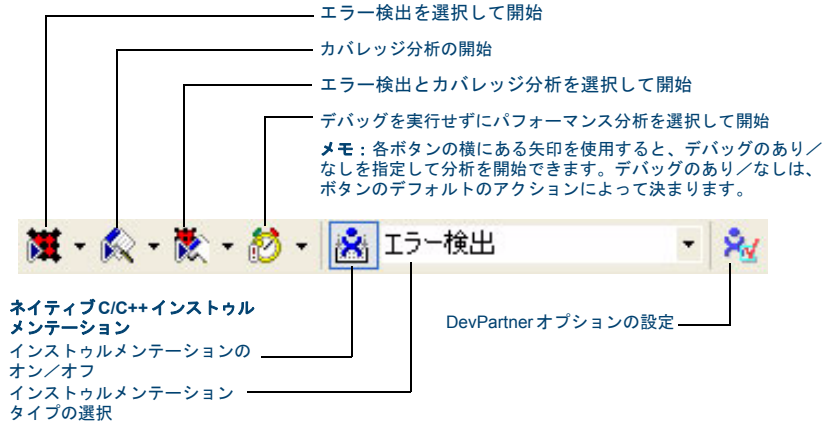 エラー検出を選択して開始
カバレッジ分析の開始
エラー検出とカバレッジ分析を選択して開始
デバッグを実行せずにパフォーマンス分析を選択して開始
メモ：各ボタンの横にある矢印を使用すると、デバッグのあり／
なしを指定して分析を開始できます。デバッグのあり／なしは、
ボタンのデフォルトのアクションによって決まります。
エラー検出
ネイティブ C/C++ インストゥル
メンテーション
インストゥルメンテーションの
オン／オフ
インストゥルメンテーション
タイプの選択
DevPartner オプションの設定